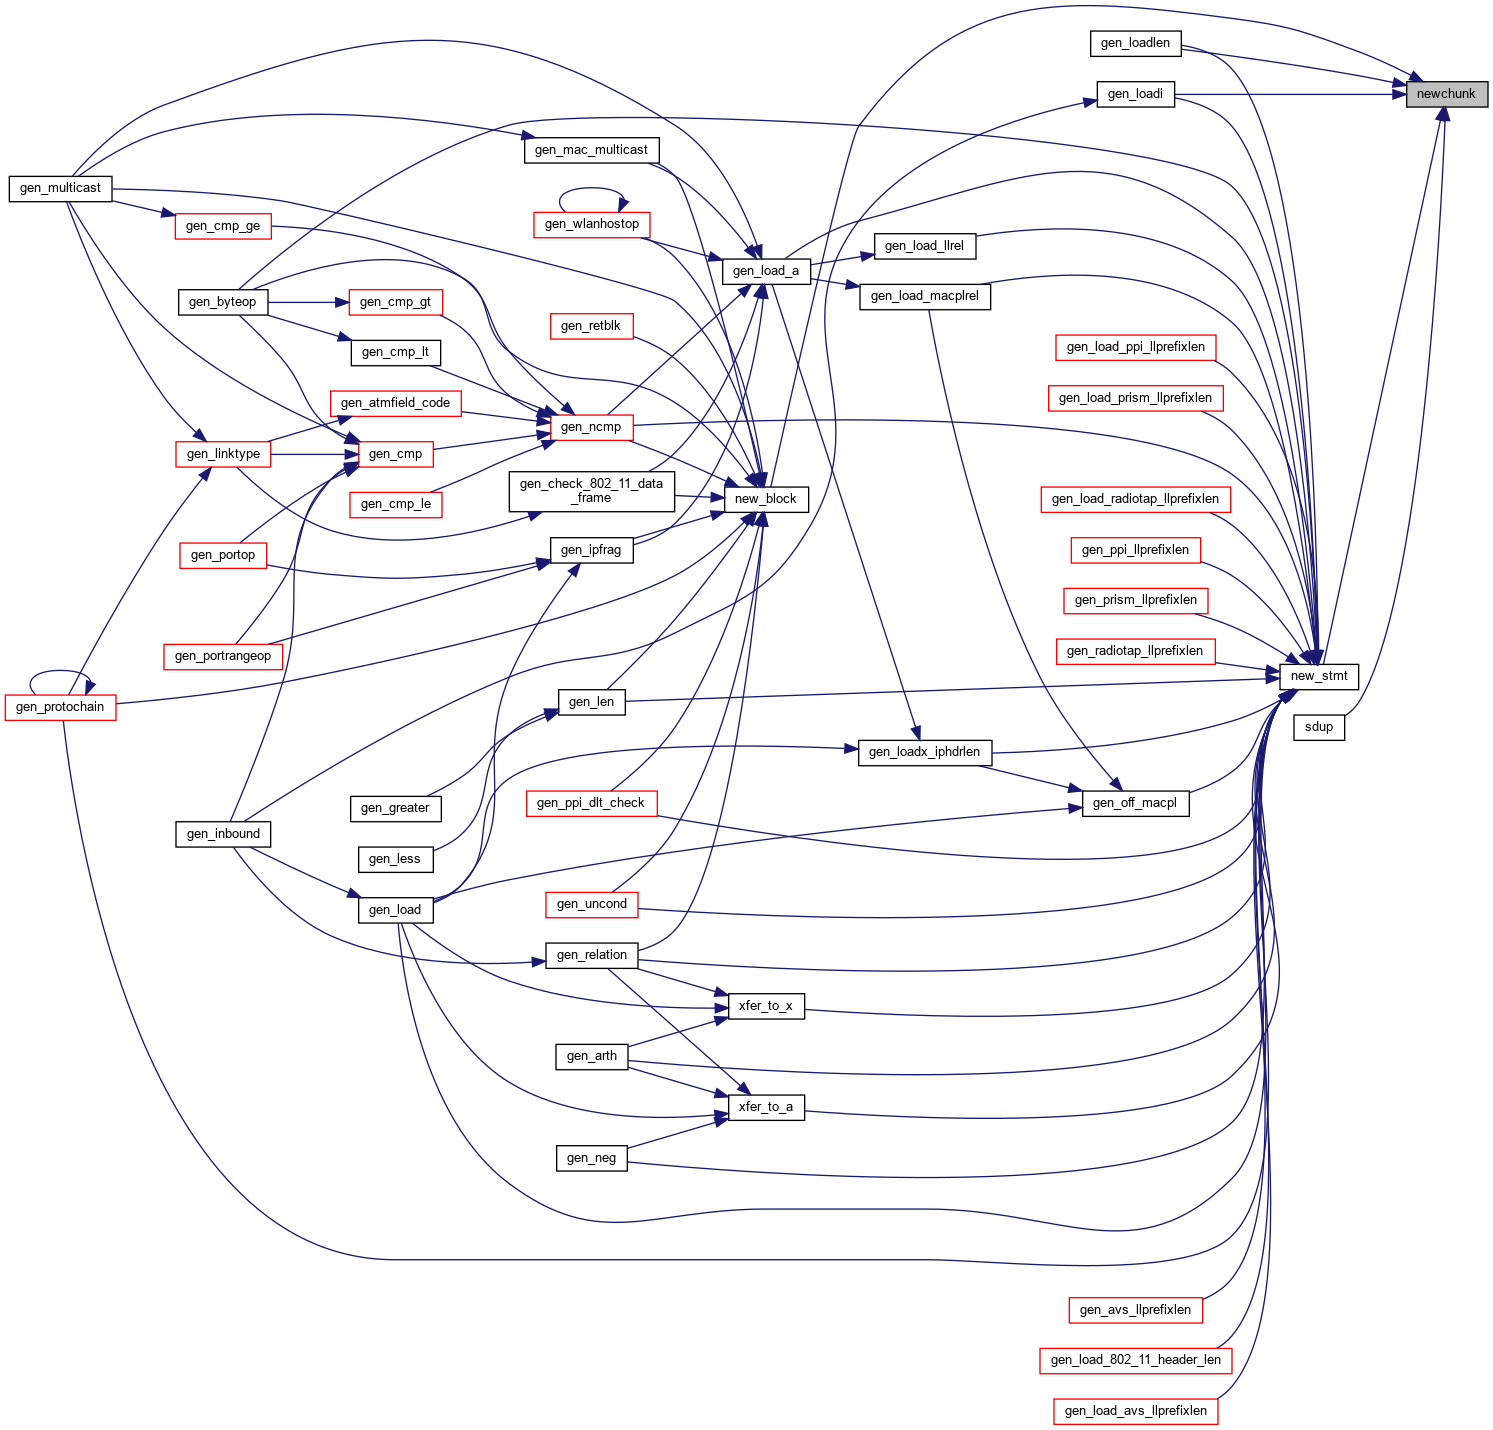 gen_loadlen
gen_loadi
newchunk
gen_mac_multicast
gen_multicast
gen_cmp_ge
gen_wlanhostop
gen_load_llrel
gen_load_a
gen_byteop
gen_cmp_gt
gen_load_macplrel
gen_retblk
gen_load_ppi_llprefixlen
gen_cmp_lt
gen_load_prism_llprefixlen
gen_atmfield_code
gen_ncmp
gen_linktype
gen_cmp
gen_check_802_11_data
_frame
new_block
gen_load_radiotap_llprefixlen
gen_cmp_le
gen_portop
gen_ipfrag
gen_ppi_llprefixlen
gen_prism_llprefixlen
gen_portrangeop
gen_radiotap_llprefixlen
new_stmt
gen_protochain
gen_len
sdup
gen_loadx_iphdrlen
gen_greater
gen_ppi_dlt_check
gen_off_macpl
gen_inbound
gen_less
gen_load
gen_uncond
gen_relation
xfer_to_x
gen_arth
xfer_to_a
gen_neg
gen_avs_llprefixlen
gen_load_802_11_header_len
gen_load_avs_llprefixlen